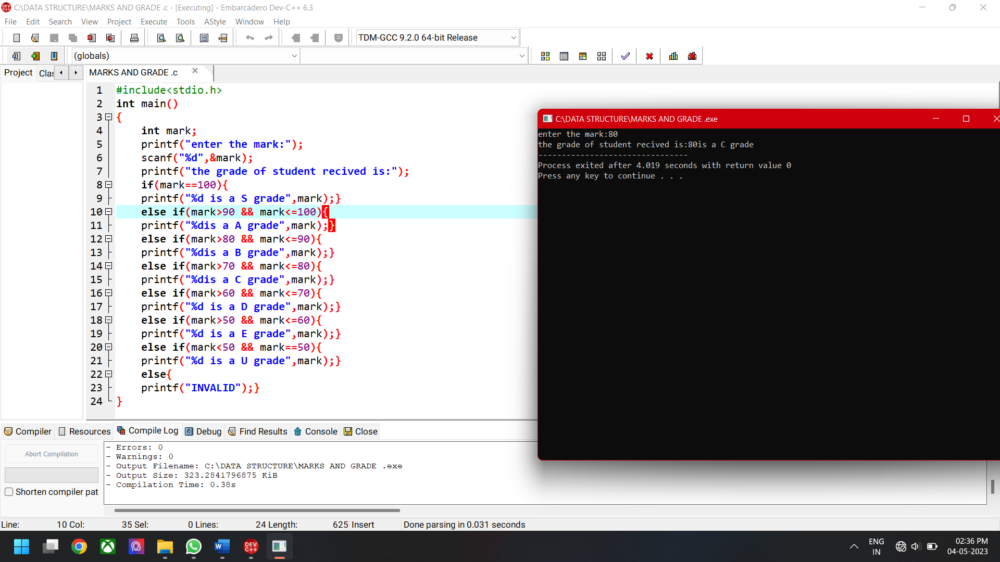 C:\DATA STRUCTURE\MARKS AND GRADE .c - [Executing] - Embarcadero Dev-C++ 6.3
File Edit Search View Project Execute Tools AStyle Window Help
TDM-GCC 9.2.0 64-bit Release
(globals)
Project Clas MARKS AND GRADE .c
1 #include<stdio.h>
2 int main()
3 {
4 int mark;
5 printf("enter the mark:");
6 scanf("%d",&mark);
7 printf("the grade of student recived is:");
8 if(mark==100){
9 printf("%d is a S grade",mark);}
10 else if(mark>90 && mark<=100){
11 printf("%dis a A grade",mark);}
12 else if(mark>80 && mark<=90){
13 printf("%dis a B grade",mark);}
14 else if(mark>70 && mark<=80){
15 printf("%dis a C grade",mark);}
16 else if(mark>60 && mark<=70){
17 printf("%d is a D grade",mark);}
18 else if(mark>50 && mark<=60){
19 printf("%d is a E grade",mark);}
20 else if(mark<50 && mark==50){
21 printf("%d is a U grade",mark);}
22 else{
23 printf("INVALID");}
24 }
C:\DATA STRUCTURE\MARKS AND GRADE .exe
enter the mark:80
the grade of student recived is:80is a C grade
--------------------------------
Process exited after 4.019 seconds with return value 0
Press any key to continue . . .
Compiler Resources Compile Log Debug Find Results Console Close
Abort Compilation
Shorten compiler pat
- Errors: 0
- Warnings: 0
- Output Filename: C:\DATA STRUCTURE\MARKS AND GRADE .exe
- Output Size: 323.2841796875 KiB
- Compilation Time: 0.38s
Line: 10 Col: 35 Sel: 0 Lines: 24 Length: 625 Insert Done parsing in 0.031 seconds
DEV C++
ENG
IN
02:36 PM
04-05-2023